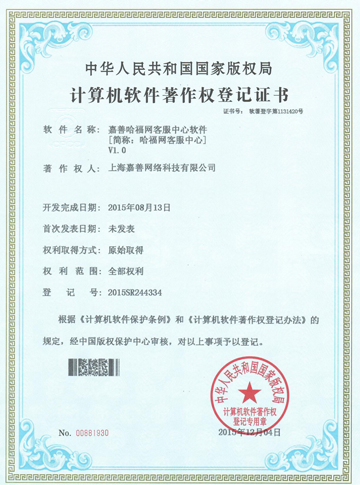 中华人民共和国国家版权局
计算机软件著作权登记证书
证书号： 软著登字第1131420号
软件名称： 嘉善哈福网客服中心软件
[简称：哈福网客服中心]
V1.0
著作权人： 上海嘉善网络科技有限公司
开发完成日期： 2015年08月13日
首次发表日期： 未发表
权利取得方式： 原始取得
权利范围： 全部权利
登记号： 2015SR244334
根据《计算机软件保护条例》和《计算机软件著作权登记办法》的
规定，经中国版权保护中心审核，对以上事项予以登记。
中华人民共和国国家版权局
计算机软件著作权
登记专用章
No. 00881930
2015年12月04日